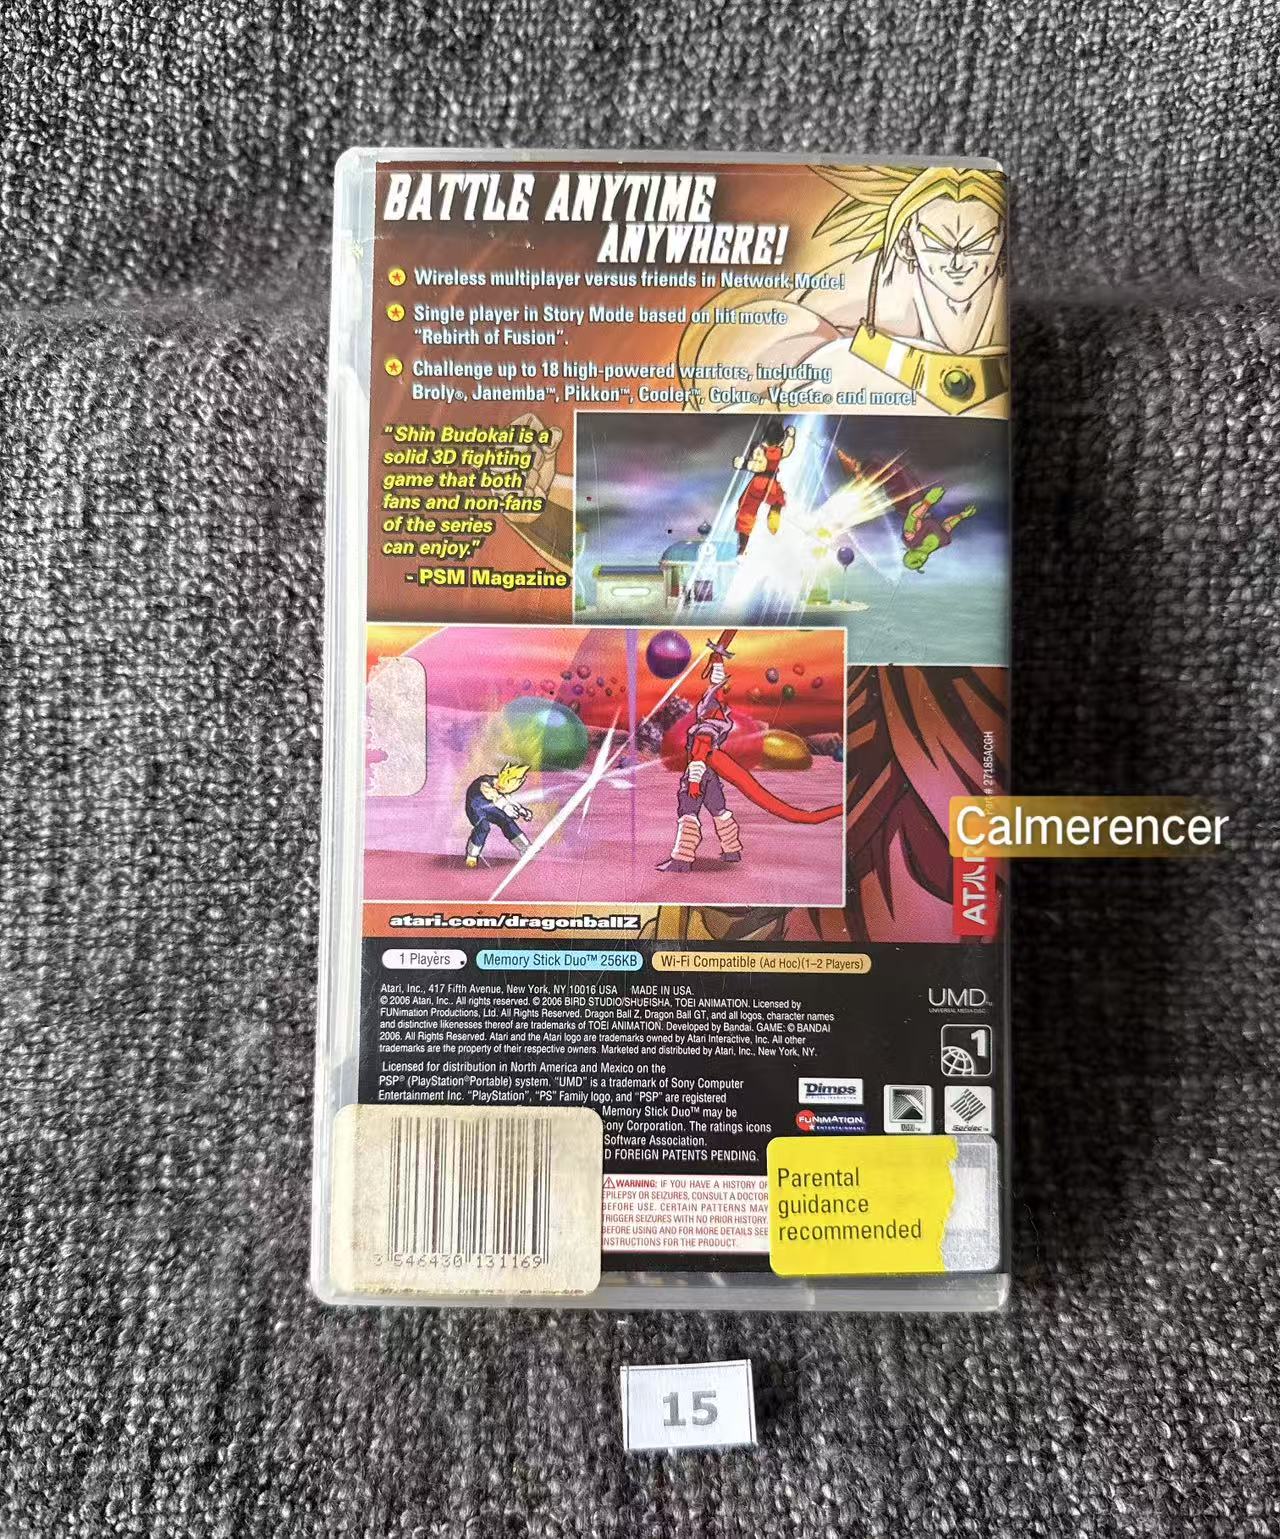 BATTLE ANYTIME
ANYWHERE!
Wireless multiplayer versus friends in Network Mode!
Single player in Story Mode based on hit movie
"Rebirth of Fusion".
Challenge up to 18 high-powered warriors, including
Broly®, Janemba™, Pikkon™, Cooler™, Goku®, Vegeta® and more!
"Shin Budokai is a
solid 3D fighting
game that both
fans and non-fans
of the series
can enjoy."
- PSM Magazine
Part # 27185ACGH
Calmerencer
ATARI
atari.com/dragonballZ
1 Players
Memory Stick Duo™ 256KB
Wi-Fi Compatible (Ad Hoc)(1-2 Players)
Atari, Inc., 417 Fifth Avenue, New York, NY 10016 USA MADE IN USA.
© 2006 Atari, Inc.. All rights reserved. © 2006 BIRD STUDIO/SHUEISHA, TOEI ANIMATION. Licensed by
FUNimation Productions, Ltd. All Rights Reserved. Dragon Ball Z, Dragon Ball GT, and all logos, character names
and distinctive likenesses thereof are trademarks of TOEI ANIMATION. Developed by Bandai. GAME: © BANDAI
2006. All Rights Reserved. Atari and the Atari logo are trademarks owned by Atari Interactive, Inc. All other
trademarks are the property of their respective owners. Marketed and distributed by Atari, Inc., New York, NY.
UMD™
UNIVERSAL MEDIA DISC
1
Licensed for distribution in North America and Mexico on the
PSP® (PlayStation®Portable) system. "UMD" is a trademark of Sony Computer
Entertainment Inc. "PlayStation", "PS" Family logo, and "PSP" are registered
Memory Stick Duo™ may be
Sony Corporation. The ratings icons
Software Association.
D FOREIGN PATENTS PENDING.
Dimps
FUNIMATION
ENTERTAINMENT
Sofdec™
WARNING: IF YOU HAVE A HISTORY OF
EPILEPSY OR SEIZURES, CONSULT A DOCTOR
BEFORE USE. CERTAIN PATTERNS MAY
TRIGGER SEIZURES WITH NO PRIOR HISTORY.
BEFORE USING AND FOR MORE DETAILS SEE
INSTRUCTIONS FOR THE PRODUCT.
Parental
guidance
recommended
3 546430 131169
15